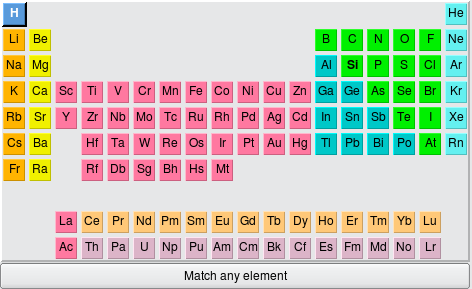 H He
Li Be B C N O F Ne
Na Mg Al Si P S Cl Ar
K Ca Sc Ti V Cr Mn Fe Co Ni Cu Zn Ga Ge As Se Br Kr
Rb Sr Y Zr Nb Mo Tc Ru Rh Pd Ag Cd In Sn Sb Te I Xe
Cs Ba Hf Ta W Re Os Ir Pt Au Hg Ti Pb Bi Po At Rn
Fr Ra Rf Db Sg Bh Hs Mt
La Ce Pr Nd Pm Sm Eu Gd Tb Dy Ho Er Tm Yb Lu
Ac Th Pa U Np Pu Am Cm Bk Cf Es Fm Md No Lr
Match any element